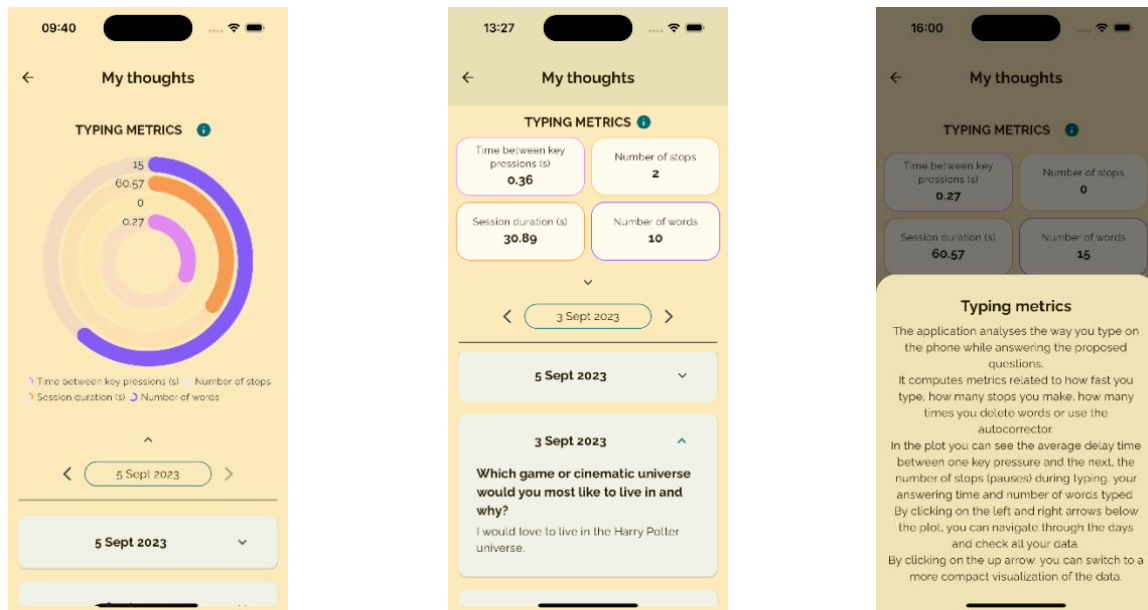 09:40
My thoughts
TYPING METRICS
15
60.57
0
0.27
Time between key pressions (s) Number of stops
Session duration (s) Number of words
5 Sept 2023
5 Sept 2023
13:27
My thoughts
TYPING METRICS
Time between key
pressions (s)
0.36
Number of stops
2
Session duration (s)
30.89
Number of words
10
3 Sept 2023
5 Sept 2023
3 Sept 2023
Which game or cinematic universe
would you most like to live in and
why?
I would love to live in the Harry Potter
universe.
16:00
My thoughts
TYPING METRICS
Time between key
pressions (s)
0.27
Number of stops
0
Session duration (s)
60.57
Number of words
15
Typing metrics
The application analyses the way you type on
the phone while answering the proposed
questions.
It computes metrics related to how fast you
type, how many stops you make, how many
times you delete words or use the
autocorrector.
In the plot you can see the average delay time
between one key pressure and the next, the
number of stops (pauses) during typing, your
answering time and number of words typed.
By clicking on the left and right arrows below
the plot, you can navigate through the days
and check all your data.
By clicking on the up arrow, you can switch to a
more compact visualization of the data.